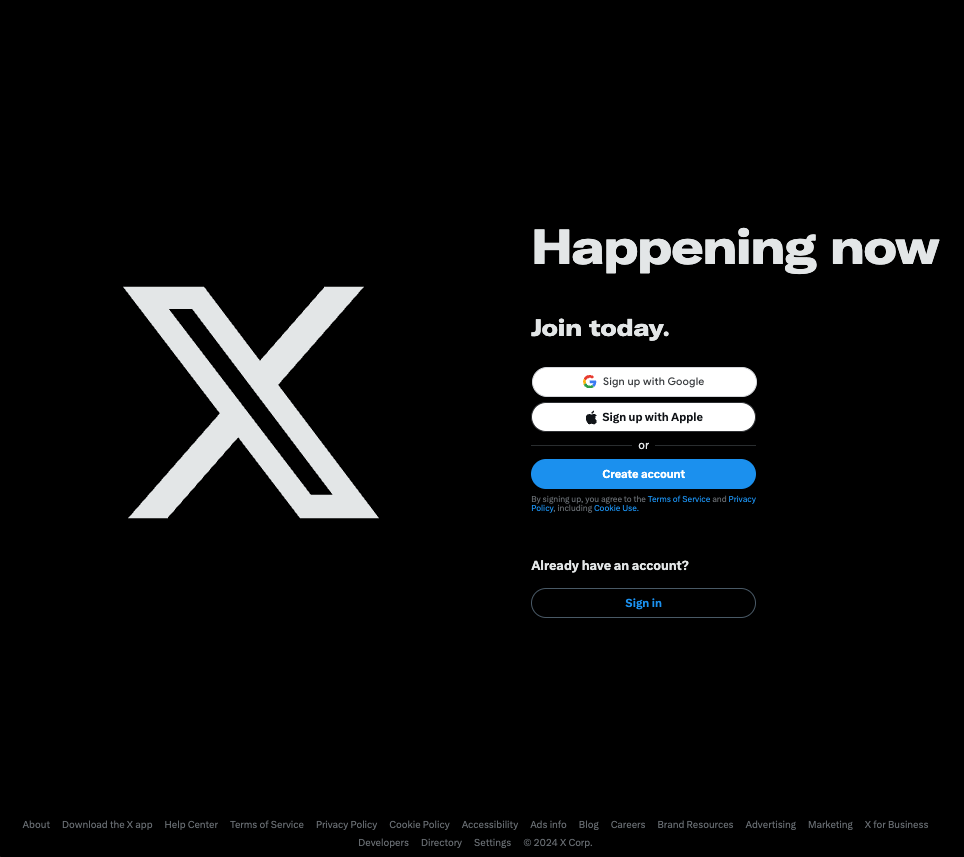 Happening now
Join today.
Sign up with Google
Sign up with Apple
or
Create account
By signing up, you agree to the Terms of Service and Privacy
Policy, including Cookie Use.
Already have an account?
Sign in
About Download the X app Help Center Terms of Service Privacy Policy Cookie Policy Accessibility Ads info Blog Careers Brand Resources Advertising Marketing X for Business
Developers Directory Settings © 2024 X Corp.